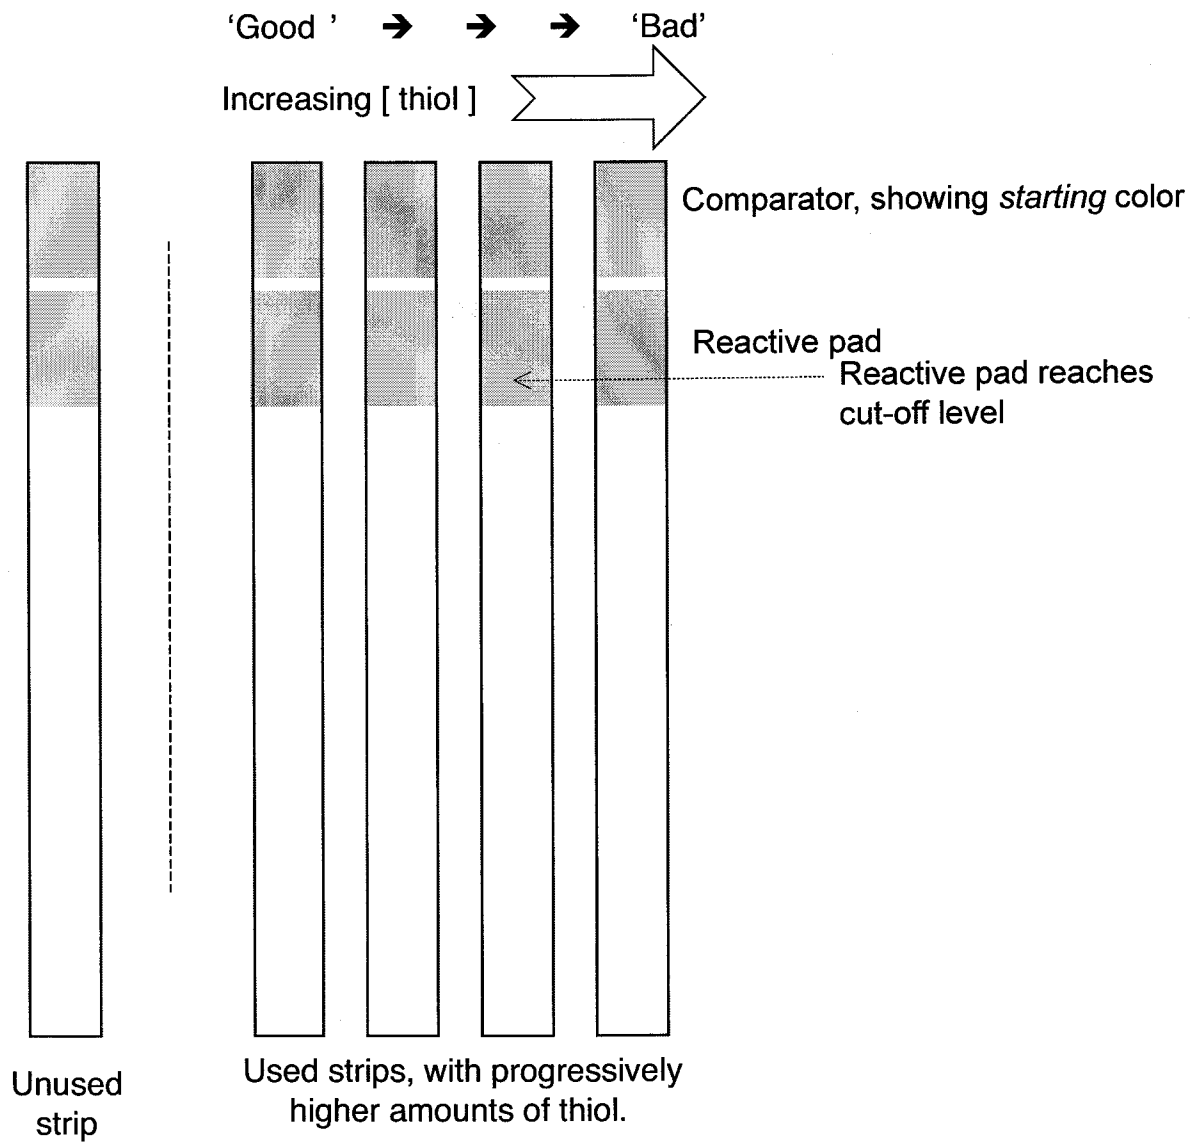 ‘Good ’ ➔ ➔ ➔ ‘Bad’
Increasing [ thiol ]
Comparator, showing starting color
Reactive pad
Reactive pad reaches
cut-off level
Unused
strip
Used strips, with progressively
higher amounts of thiol.